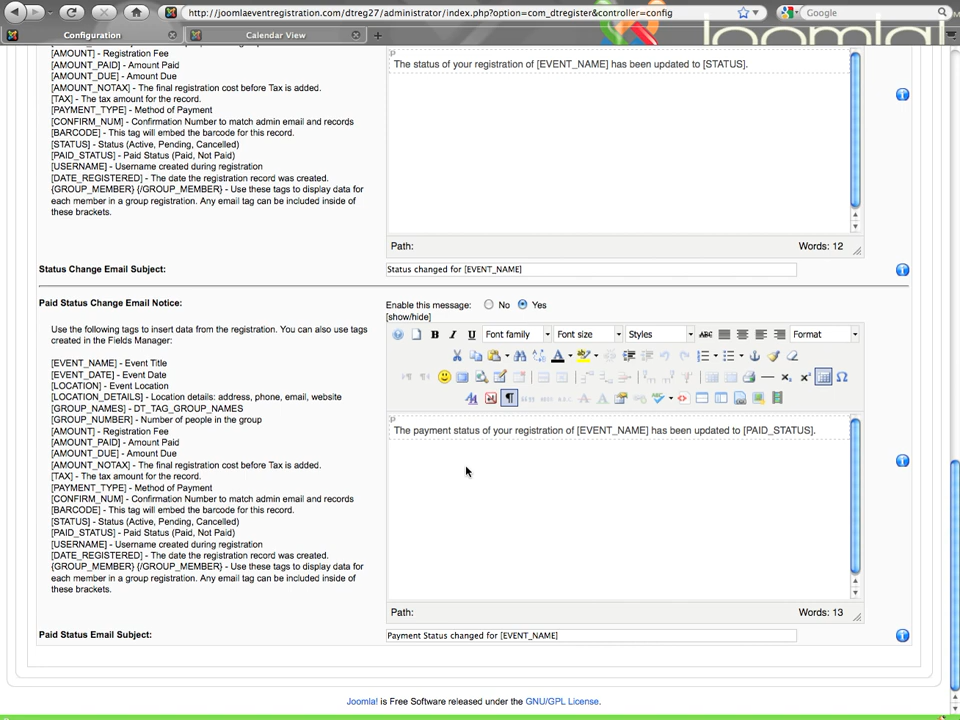 http://joomlaeventregistration.com/dtreg27/administrator/index.php?option=com_dtregister&controller=config
Google
Configuration
Calendar View
Joomla!
[AMOUNT] - Registration Fee
[AMOUNT_PAID] - Amount Paid
[AMOUNT_DUE] - Amount Due
[AMOUNT_NOTAX] - The final registration cost before Tax is added.
[TAX] - The tax amount for the record.
[PAYMENT_TYPE] - Method of Payment
[CONFIRM_NUM] - Confirmation Number to match admin email and records
[BARCODE] - This tag will embed the barcode for this record.
[STATUS] - Status (Active, Pending, Cancelled)
[PAID_STATUS] - Paid Status (Paid, Not Paid)
[USERNAME] - Username created during registration
[DATE_REGISTERED] - The date the registration record was created.
{GROUP_MEMBER} {/GROUP_MEMBER} - Use these tags to display data for
each member in a group registration. Any email tag can be included inside of
these brackets.
P
The status of your registration of [EVENT_NAME] has been updated to [STATUS].
Path:
Words: 12
Status Change Email Subject:
Status changed for [EVENT_NAME]
Paid Status Change Email Notice:
Enable this message: No Yes
[show/hide]
Use the following tags to insert data from the registration. You can also use tags
created in the Fields Manager:
[EVENT_NAME] - Event Title
[EVENT_DATE] - Event Date
[LOCATION] - Event Location
[LOCATION_DETAILS] - Location details: address, phone, email, website
[GROUP_NAMES] - DT_TAG_GROUP_NAMES
[GROUP_NUMBER] - Number of people in the group
[AMOUNT] - Registration Fee
[AMOUNT_PAID] - Amount Paid
[AMOUNT_DUE] - Amount Due
[AMOUNT_NOTAX] - The final registration cost before Tax is added.
[TAX] - The tax amount for the record.
[PAYMENT_TYPE] - Method of Payment
[CONFIRM_NUM] - Confirmation Number to match admin email and records
[BARCODE] - This tag will embed the barcode for this record.
[STATUS] - Status (Active, Pending, Cancelled)
[PAID_STATUS] - Paid Status (Paid, Not Paid)
[USERNAME] - Username created during registration
[DATE_REGISTERED] - The date the registration record was created.
{GROUP_MEMBER} {/GROUP_MEMBER} - Use these tags to display data for
each member in a group registration. Any email tag can be included inside of
these brackets.
B I U Font family Font size Styles ABC Format
P
The payment status of your registration of [EVENT_NAME] has been updated to [PAID_STATUS].
Path:
Words: 13
Paid Status Email Subject:
Payment Status changed for [EVENT_NAME]
Joomla! is Free Software released under the GNU/GPL License.